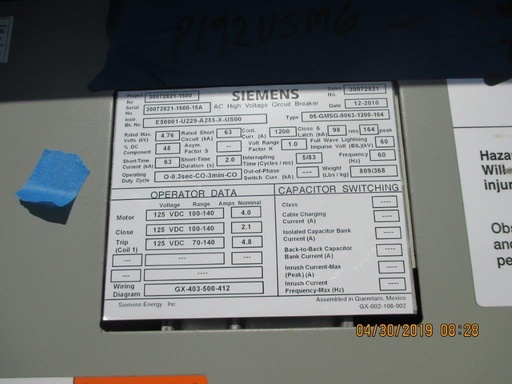 P192USMG
Project No. 30072821-1500 SIEMENS Sales No. 30072821
Serial No. 30072821-1500-15A AC High Voltage Circuit Breaker Date 12-2010
Instr. Bk. No. E50001-U229-A285-X-US00 Type 05-GMSG-5063-1200-164
Rated Max. Volts (kV) 4.76 Rated Short Circuit (kA) 63 Cont. Curr. (A) 1200 Close & Latch (kA) 98 rms 164 peak
% DC Component 48 Asym. Factor S ---- Volt Range Factor K 1.0 Full Wave Lightning Impulse Volt (BIL)(kV) 60
Short-Time Current (kA) 63 Short-Time Duration (s) 2.0 Interrupting Time (Cycles / ms) 5/83 Frequency (Hz) 60
Operating Duty Cycle O-0.3sec-CO-3min-CO Out-of-Phase Switch Curr. (kA) ---- Weight 809/368
OPERATOR DATA CAPACITOR SWITCHING
Voltage Range Amps Nominal
Class ----
Motor 125 VDC 100-140 4.0
Cable Charging Current (A) ----
Close 125 VDC 100-140 2.1
Isolated Capacitor Bank Current (A) ----
Trip (Coil 1) 125 VDC 70-140 4.8
Back-to-Back Capacitor Bank Current (A) ----
--- ---- ---
Inrush Current-Max (Peak) (A) ----
--- ---- ---
Wiring Diagram GX-403-500-412
Inrush Current Frequency-Max (Hz) ----
Siemens Energy Inc. Assembled in Queretaro, Mexico
GX-002-106-002
Haza
Will
injur
Obs
and
pe
04/30/2019 08:28